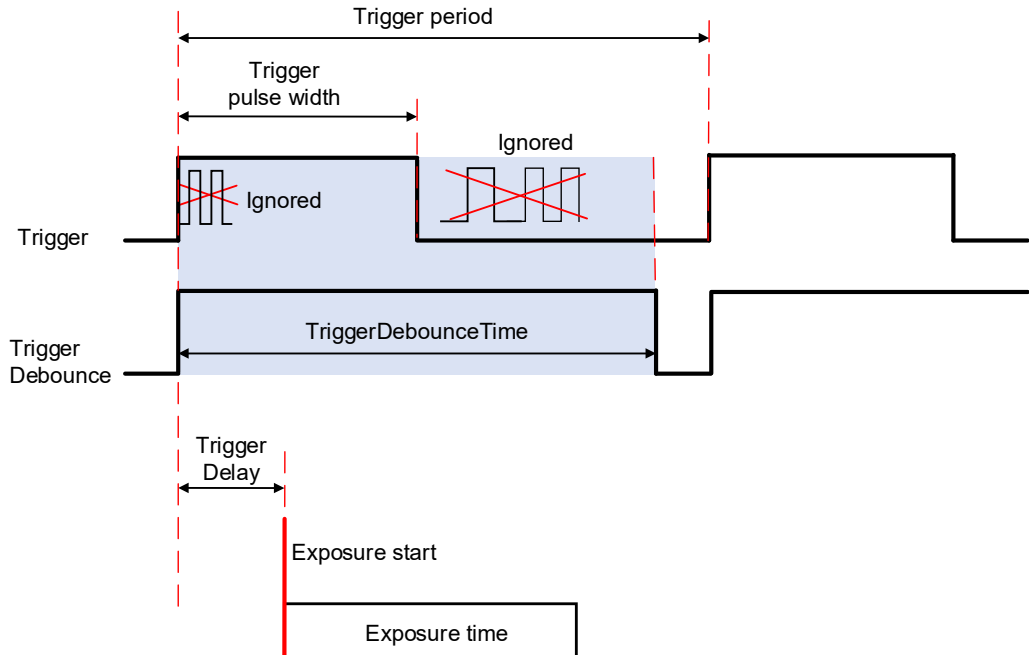 Trigger period
Trigger
pulse width
Ignored
Ignored
Trigger
TriggerDebounceTime
Trigger
Debounce
Trigger
Delay
Exposure start
Exposure time